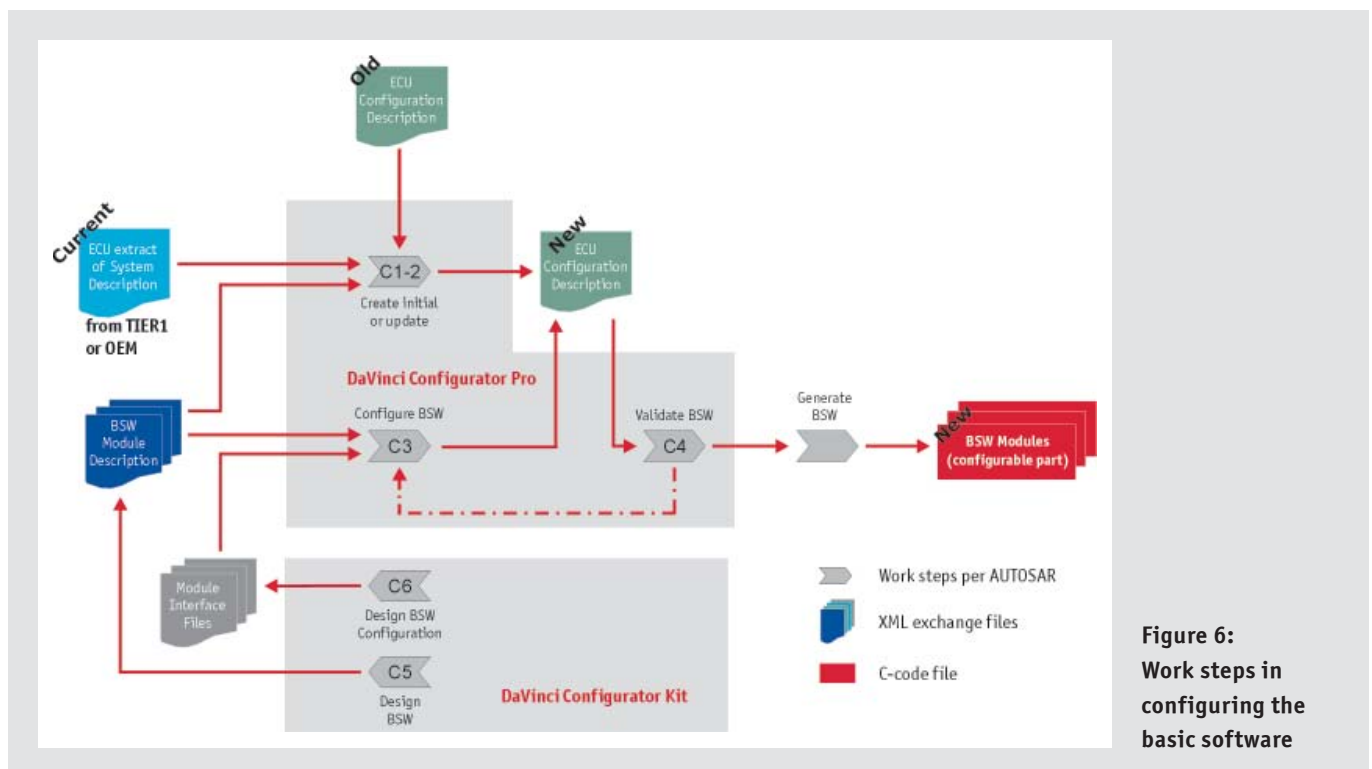 Old
ECU
Configuration
Description
Current
ECU extract
of System
Description
from TIER1
or OEM
C1-2
Create initial
or update
New
ECU
Configuration
Description
DaVinci Configurator Pro
BSW
Module
Description
Configure BSW
C3
Validate BSW
C4
Generate
BSW
New
BSW Modules
(configurable part)
Module
Interface
Files
C6
Design BSW
Configuration
C5
Design
BSW
DaVinci Configurator Kit
Work steps per AUTOSAR
XML exchange files
C-code file
Figure 6:
Work steps in
configuring the
basic software